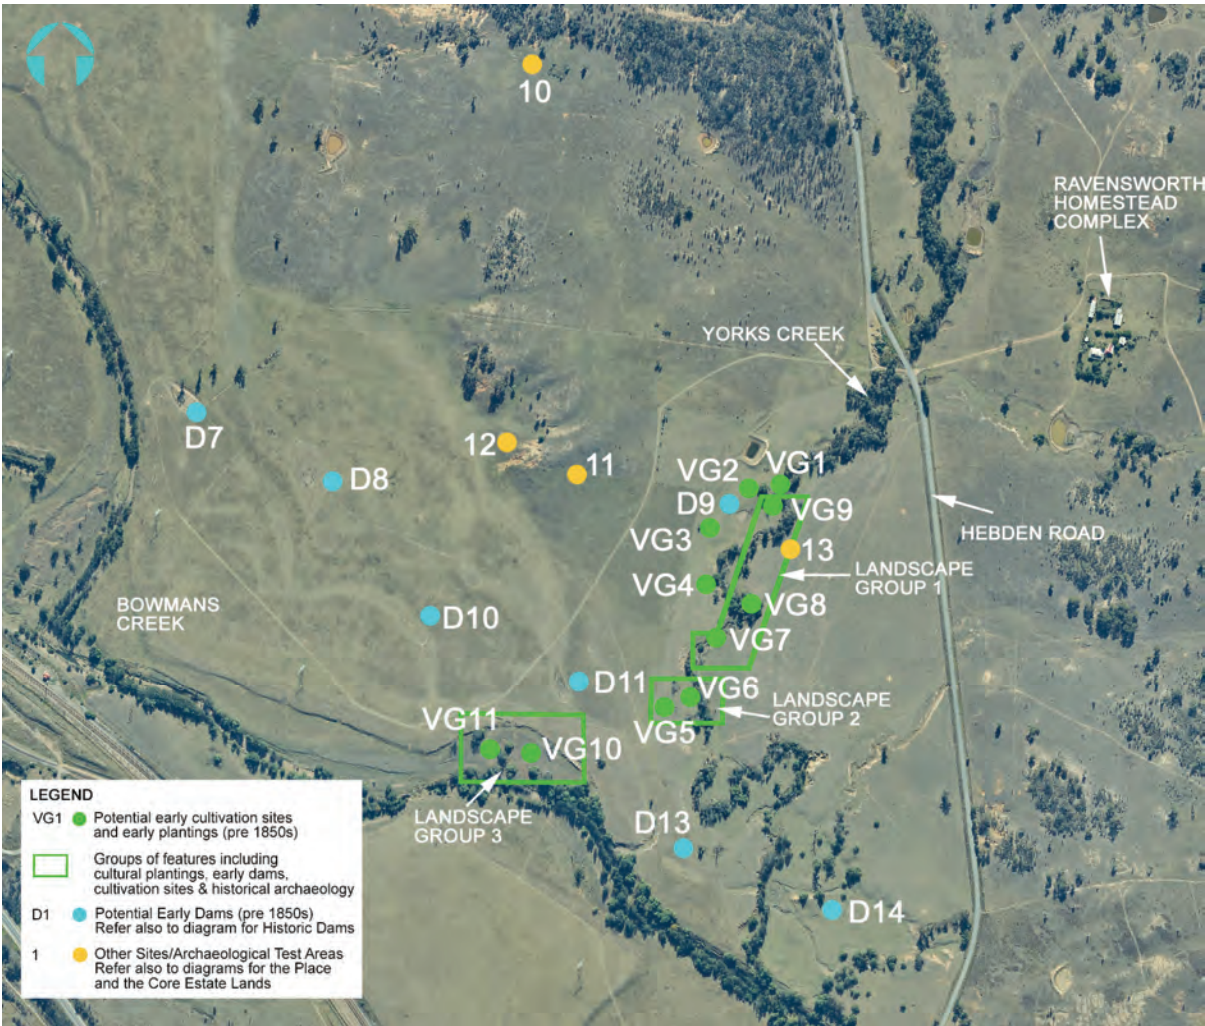 10
RAVENSWORTH
HOMESTEAD
COMPLEX
YORKS CREEK
D7
12
11
D8
VG2
VG1
D9
VG9
VG3
HEBDEN ROAD
13
LANDSCAPE
GROUP 1
VG4
VG8
BOWMANS
CREEK
D10
VG7
D11
VG6
LANDSCAPE
GROUP 2
VG5
VG11
VG10
LANDSCAPE
GROUP 3
D13
D14
LEGEND
VG1 Potential early cultivation sites
and early plantings (pre 1850s)
Groups of features including
cultural plantings, early dams,
cultivation sites & historical archaeology
D1 Potential Early Dams (pre 1850s)
Refer also to diagram for Historic Dams
1 Other Sites/Archaeological Test Areas
Refer also to diagrams for the Place
and the Core Estate Lands